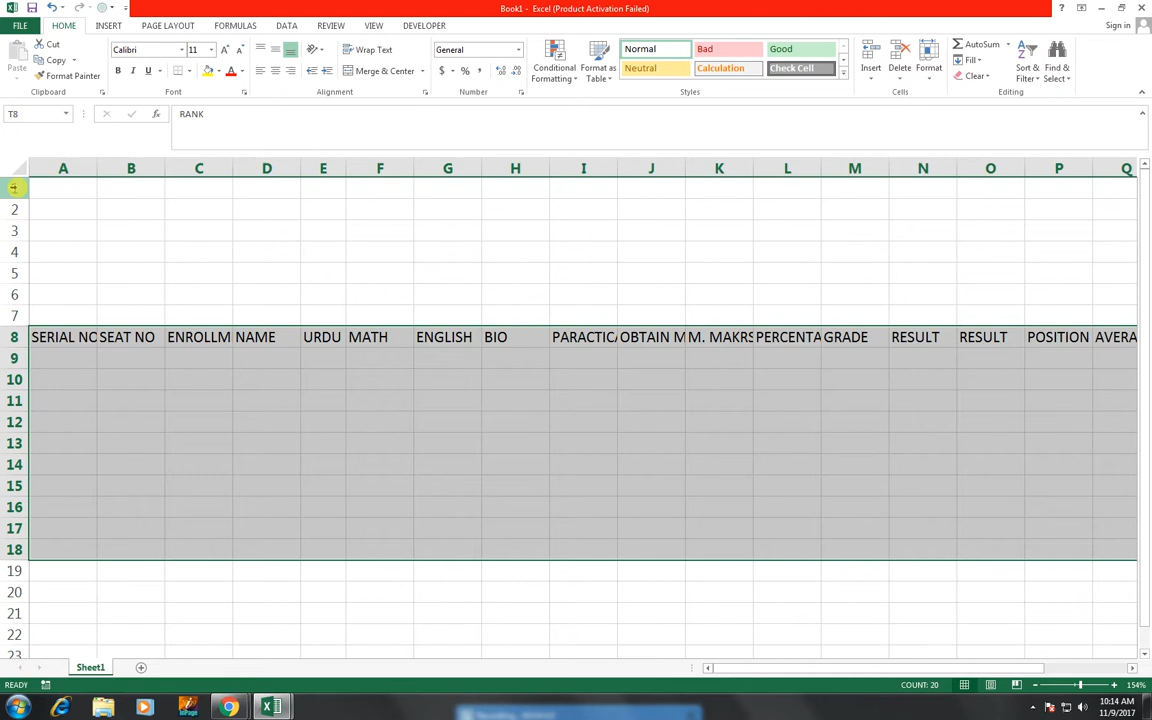 Book1 - Excel (Product Activation Failed)
FILE HOME INSERT PAGE LAYOUT FORMULAS DATA REVIEW VIEW DEVELOPER Sign in
Paste Cut Copy Format Painter Clipboard
Calibri 11 B I U A A Font
Wrap Text Merge & Center Alignment
General $ % , Number
Conditional Formatting Format as Table
Normal Bad Good
Neutral Calculation Check Cell
Styles
Insert Delete Format Cells
AutoSum Fill Clear Sort & Filter Find & Select Editing
T8 fx RANK
A B C D E F G H I J K L M N O P Q
2
3
4
5
6
7
8 SERIAL NO SEAT NO ENROLLM NAME URDU MATH ENGLISH BIO PARACTICA OBTAIN M M. MAKRS PERCENTA GRADE RESULT RESULT POSITION AVERA
9
10
11
12
13
14
15
16
17
18
19
20
21
22
23
Sheet1
READY COUNT: 20 154%
InPage
10:14 AM
11/9/2017